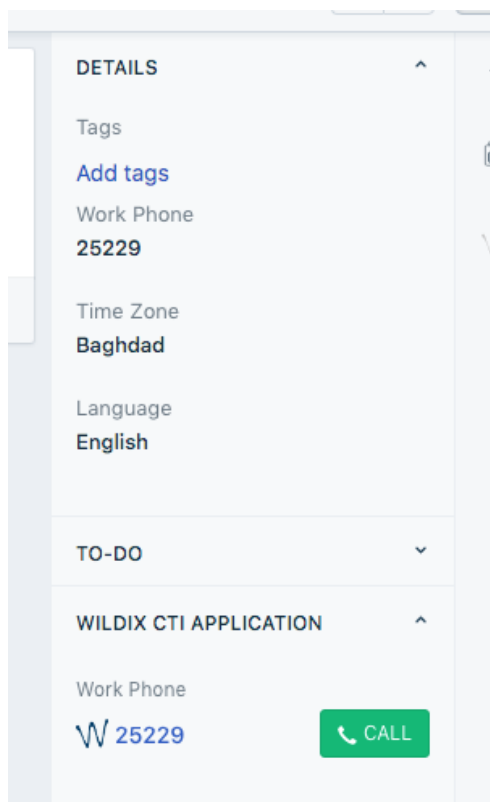 DETAILS
Tags
Add tags
Work Phone
25229
Time Zone
Baghdad
Language
English
TO-DO
WILDIX CTI APPLICATION
Work Phone
25229 CALL